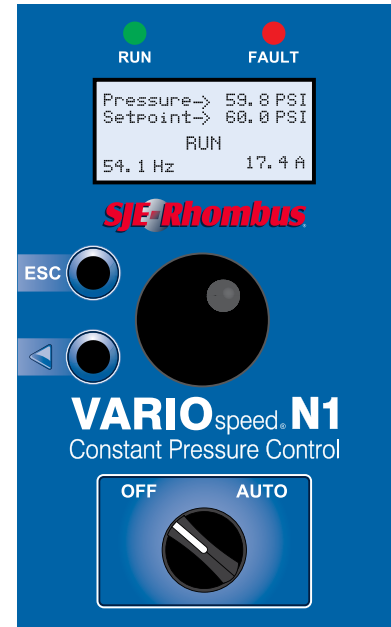 RUN FAULT
Pressure-> 59.8 PSI
Setpoint-> 60.0 PSI
RUN
54.1 Hz 17.4 A
SJE-Rhombus®
ESC
VARIOspeed® N1
Constant Pressure Control
OFF AUTO